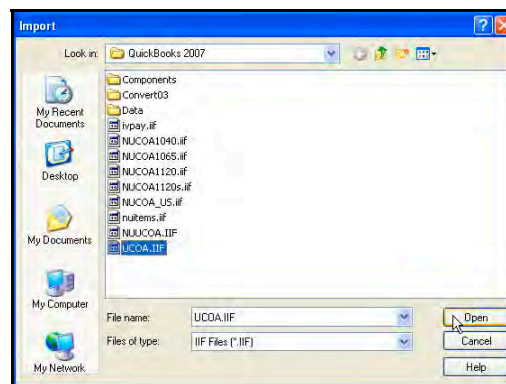 Import
Look in: QuickBooks 2007
My Recent
Documents
Desktop
My Documents
My Computer
My Network
Components
Convert03
Data
ivpay.iif
NUCOA1040.iif
NUCOA1065.iif
NUCOA1120.iif
NUCOA1120s.iif
NUCOA_US.iif
nuitems.iif
NUUCOA.IIF
UCOA.IIF
File name: UCOA.IIF Open
Files of type: IIF Files (*.IIF) Cancel
Help